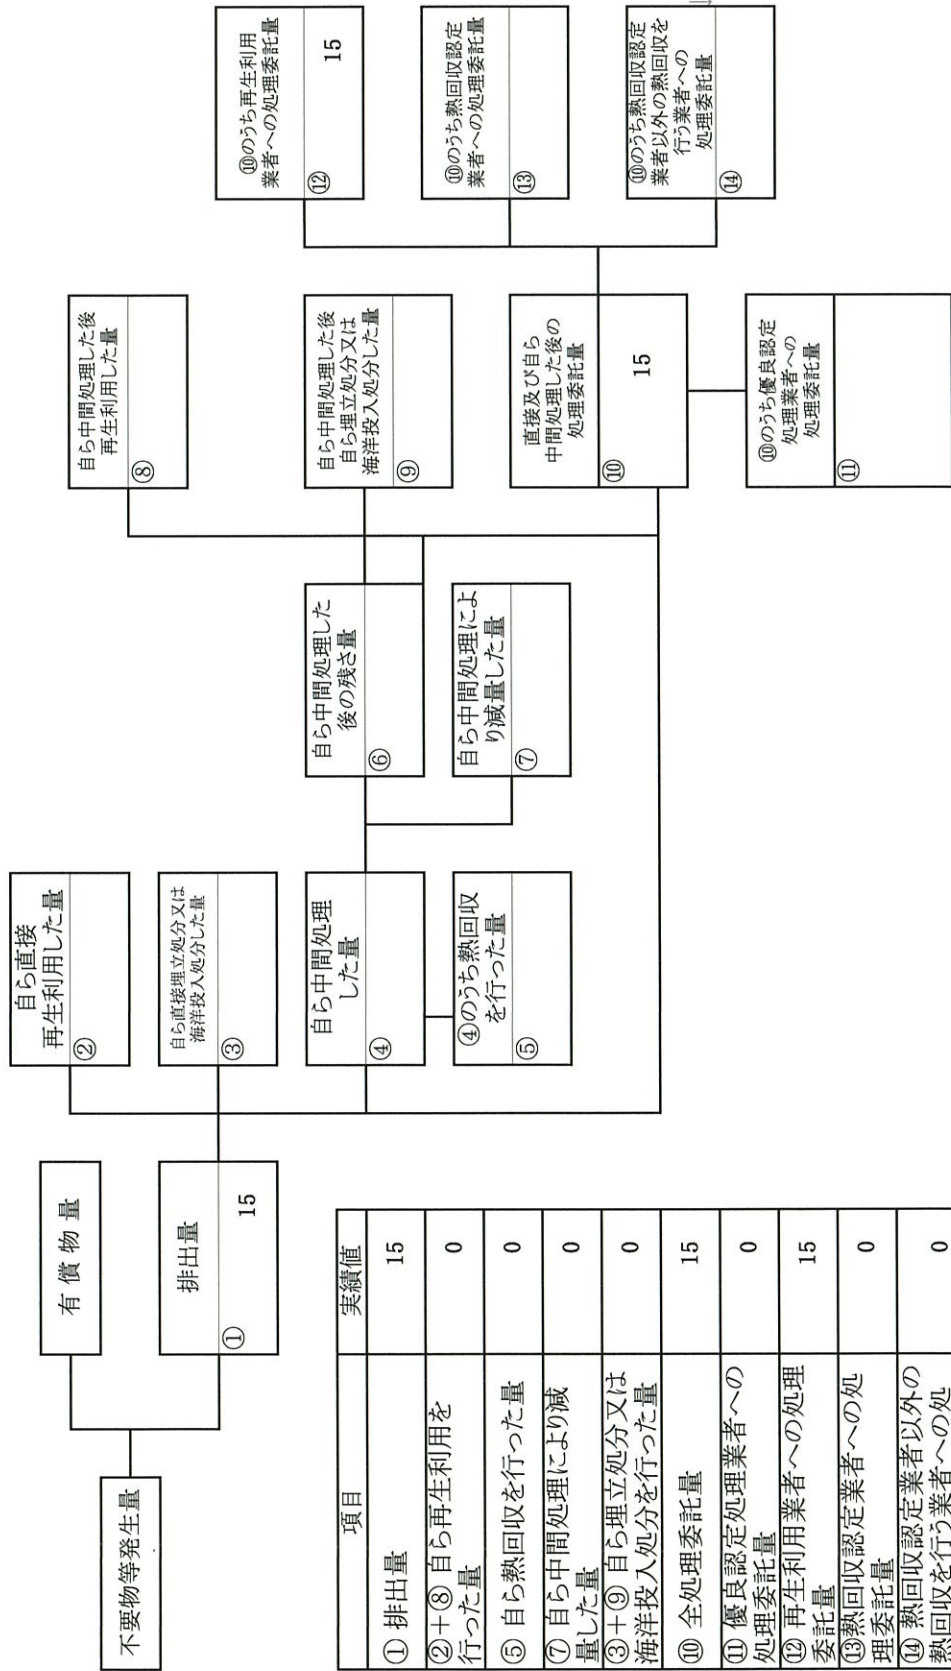 不要物等発生量
有償物量
排出量
①
15
自ら直接
再生利用した量
②
自ら直接埋立処分又は
海洋投入処分した量
③
自ら中間処理
した量
④
④のうち熱回収
を行った量
⑤
自ら中間処理した
後の残さ量
⑥
自ら中間処理によ
り減量した量
⑦
自ら中間処理した後
再生利用した量
⑧
自ら中間処理した後
自ら埋立処分又は
海洋投入処分した量
⑨
直接及び自ら
中間処理した後の
処理委託量
⑩
15
⑩のうち優良認定
処理業者への
処理委託量
⑪
⑩のうち再生利用
業者への処理委託量
⑫
15
⑩のうち熱回収認定
業者への処理委託量
⑬
⑩のうち熱回収認定
業者以外の熱回収を
行う業者への
処理委託量
⑭
項目 実績値
① 排出量 15
②+⑧ 自ら再生利用を
行った量 0
⑤ 自ら熱回収を行った量 0
⑦ 自ら中間処理により減
量した量 0
③+⑨ 自ら埋立処分又は
海洋投入処分を行った量 0
⑩ 全処理委託量 15
⑪ 優良認定処理業者への
処理委託量 0
⑫ 再生利用業者への処理
委託量 15
⑬熱回収認定業者への処
理委託量 0
⑭ 熱回収認定業者以外の
熱回収を行う業者への処 0